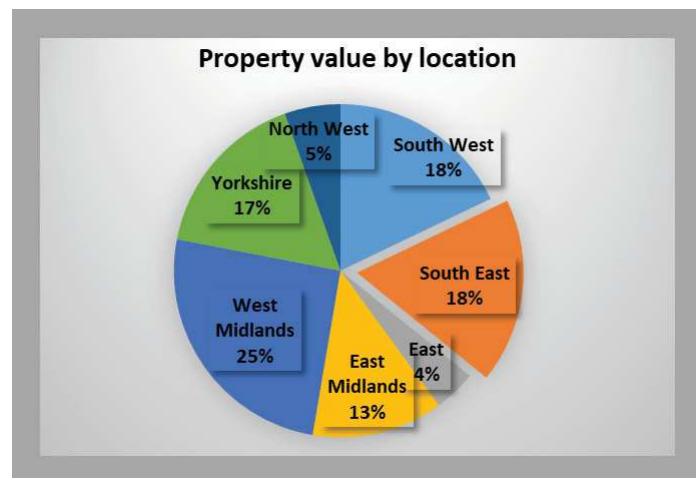 Property value by location
North West
5%
South West
18%
Yorkshire
17%
South East
18%
West
Midlands
25%
East
4%
East
Midlands
13%